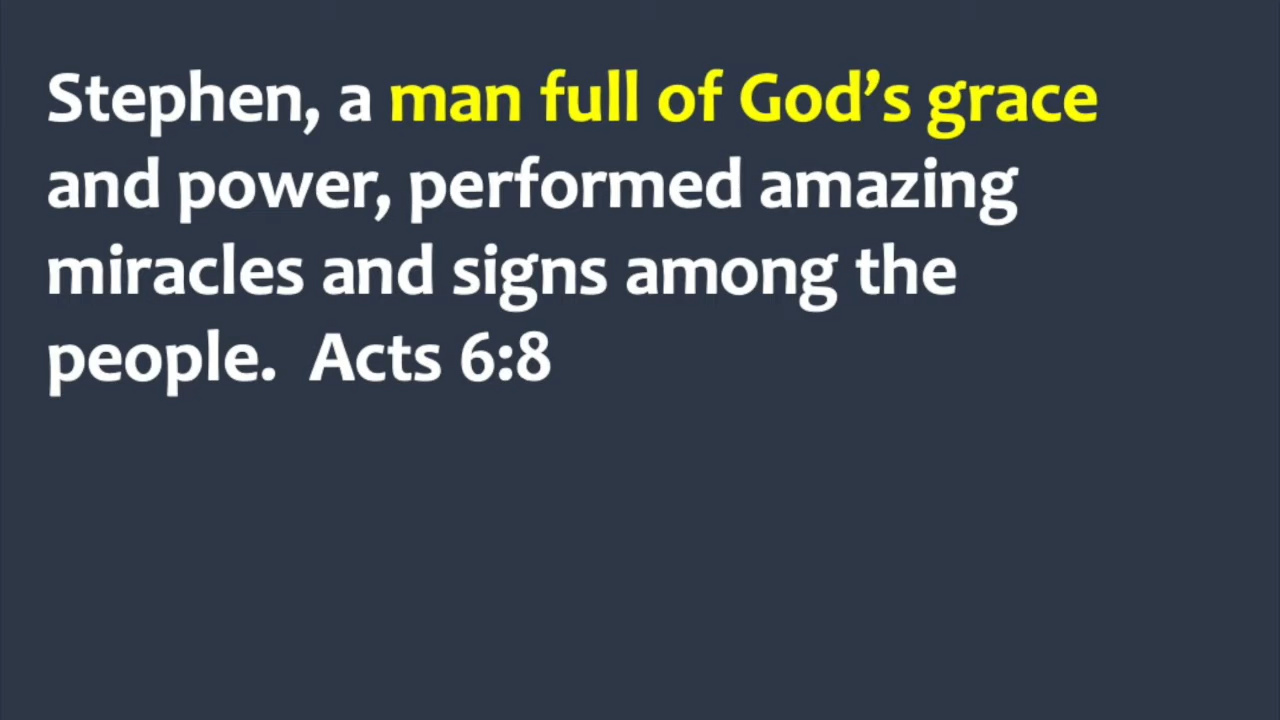 Stephen, a man full of God’s grace
and power, performed amazing
miracles and signs among the
people.  Acts 6:8